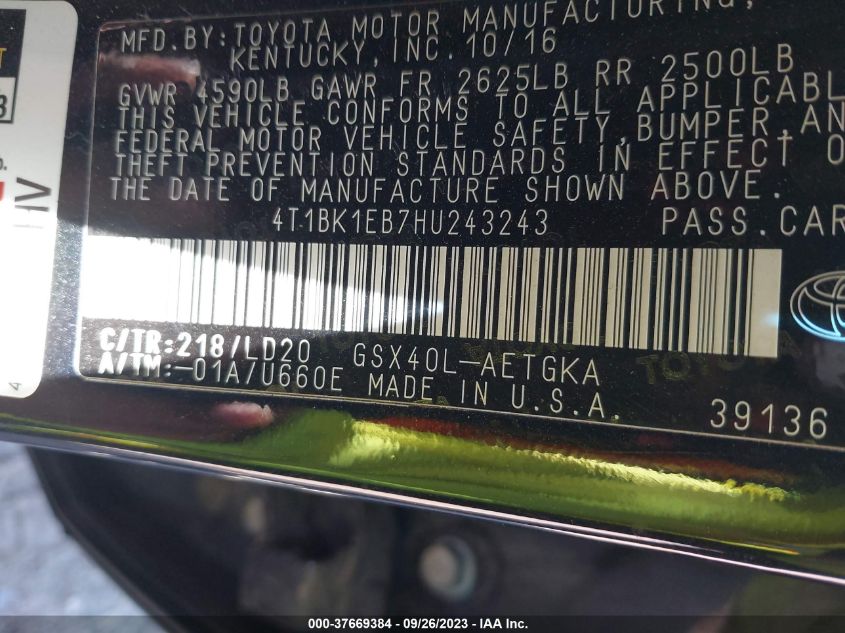 MFD. BY: TOYOTA MOTOR MANUFACTURING,
KENTUCKY, INC. 10/16
GVWR 4590LB GAWR FR 2625LB RR 2500LB
THIS VEHICLE CONFORMS TO ALL APPLICABL
FEDERAL MOTOR VEHICLE SAFETY, BUMPER, AN
THEFT PREVENTION STANDARDS IN EFFECT O
THE DATE OF MANUFACTURE SHOWN ABOVE.
4T1BK1EB7HU243243 PASS. CAR
C/TR: 218/LD20 GSX40L-AETGKA
A/TM: -01A/U660E MADE IN U.S.A. 39136
TOYOTA
TOYOTA
4
000-37669384 - 09/26/2023 - IAA Inc.